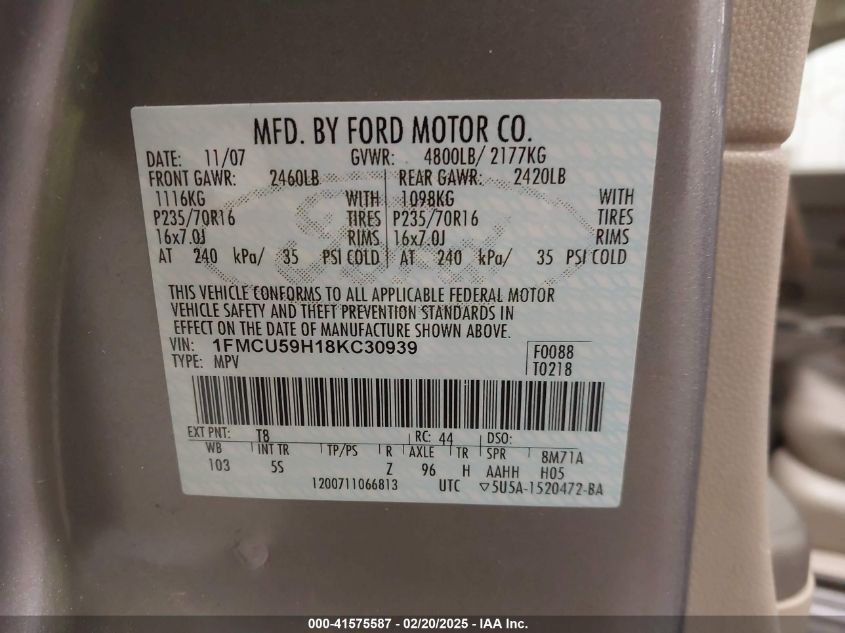 MFD. BY FORD MOTOR CO.
DATE: 11/07 GVWR: 4800LB/ 2177KG
FRONT GAWR: 2460LB REAR GAWR: 2420LB
1116KG WITH 1098KG WITH
P235/70R16 TIRES P235/70R16 TIRES
16x7.0J RIMS 16x7.0J RIMS
AT 240 kPa/ 35 PSI COLD AT 240 kPa/ 35 PSI COLD
THIS VEHICLE CONFORMS TO ALL APPLICABLE FEDERAL MOTOR
VEHICLE SAFETY AND THEFT PREVENTION STANDARDS IN
EFFECT ON THE DATE OF MANUFACTURE SHOWN ABOVE.
VIN: 1FMCU59H18KC30939 F0088
TYPE: MPV T0218
EXT PNT: T8 RC: 44 DSO:
WB INT TR TP/PS R AXLE TR SPR 8M71A
103 5S Z 96 H AAHH H05
1200711066813 UTC ▽5U5A-1520472-BA
Ford
000-41575587 / 02/20/2025 - IAA Inc.